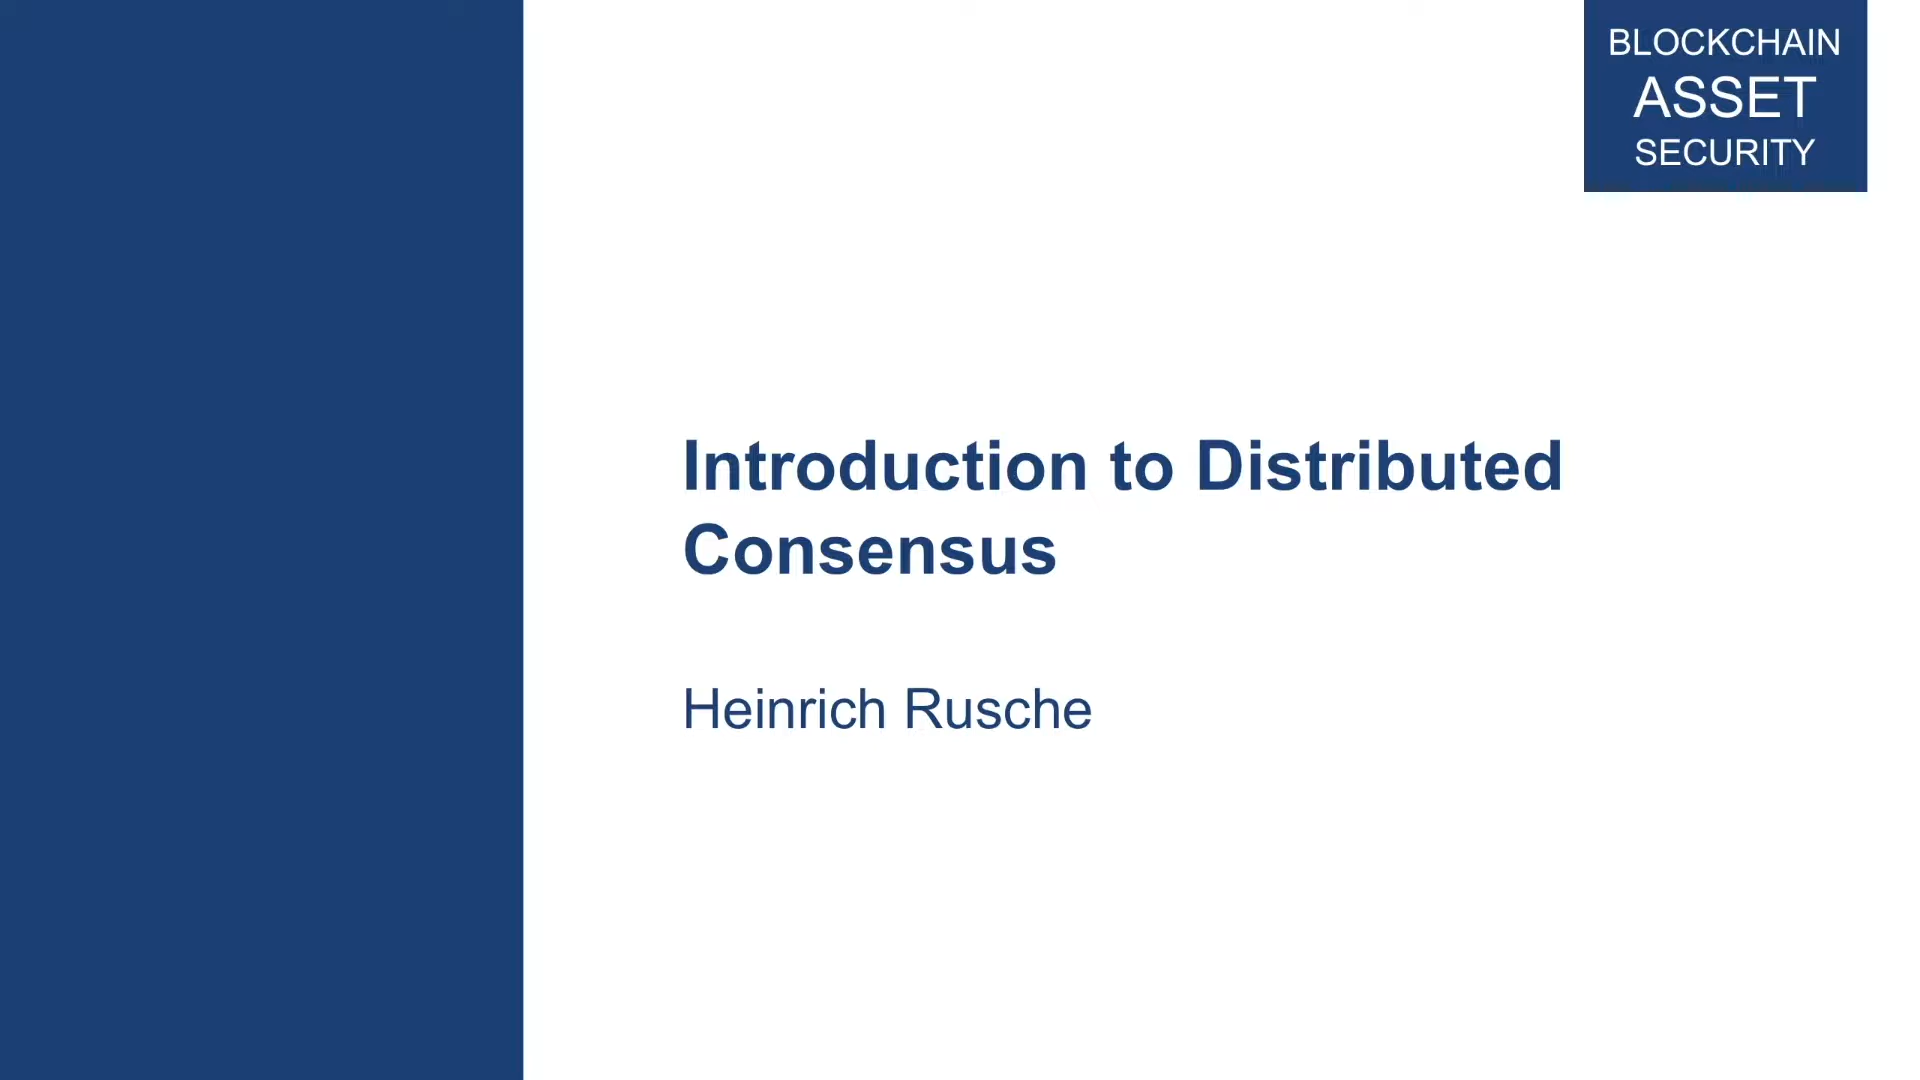 BLOCKCHAIN
ASSET
SECURITY
Introduction to Distributed
Consensus
Heinrich Rusche